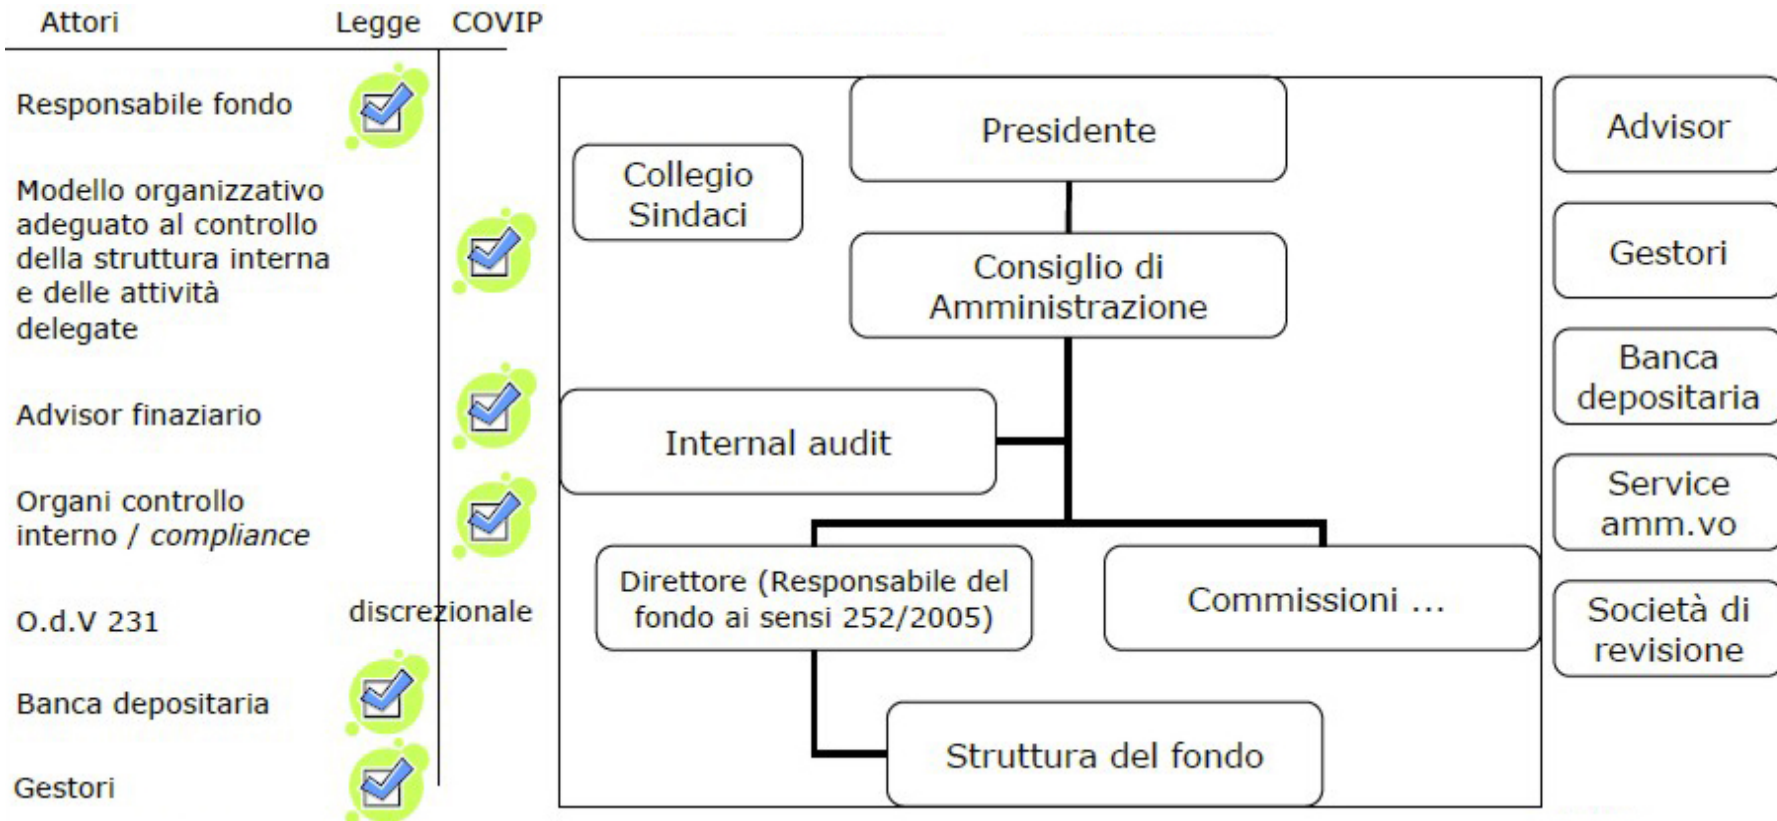 Attori Legge COVIP
Responsabile fondo
Modello organizzativo
adeguato al controllo
della struttura interna
e delle attività
delegate
Advisor finaziario
Organi controllo
interno / compliance
O.d.V 231 discrezionale
Banca depositaria
Gestori
Presidente
Collegio
Sindaci
Consiglio di
Amministrazione
Internal audit
Direttore (Responsabile del
fondo ai sensi 252/2005)
Commissioni ...
Struttura del fondo
Advisor
Gestori
Banca
depositaria
Service
amm.vo
Società di
revisione